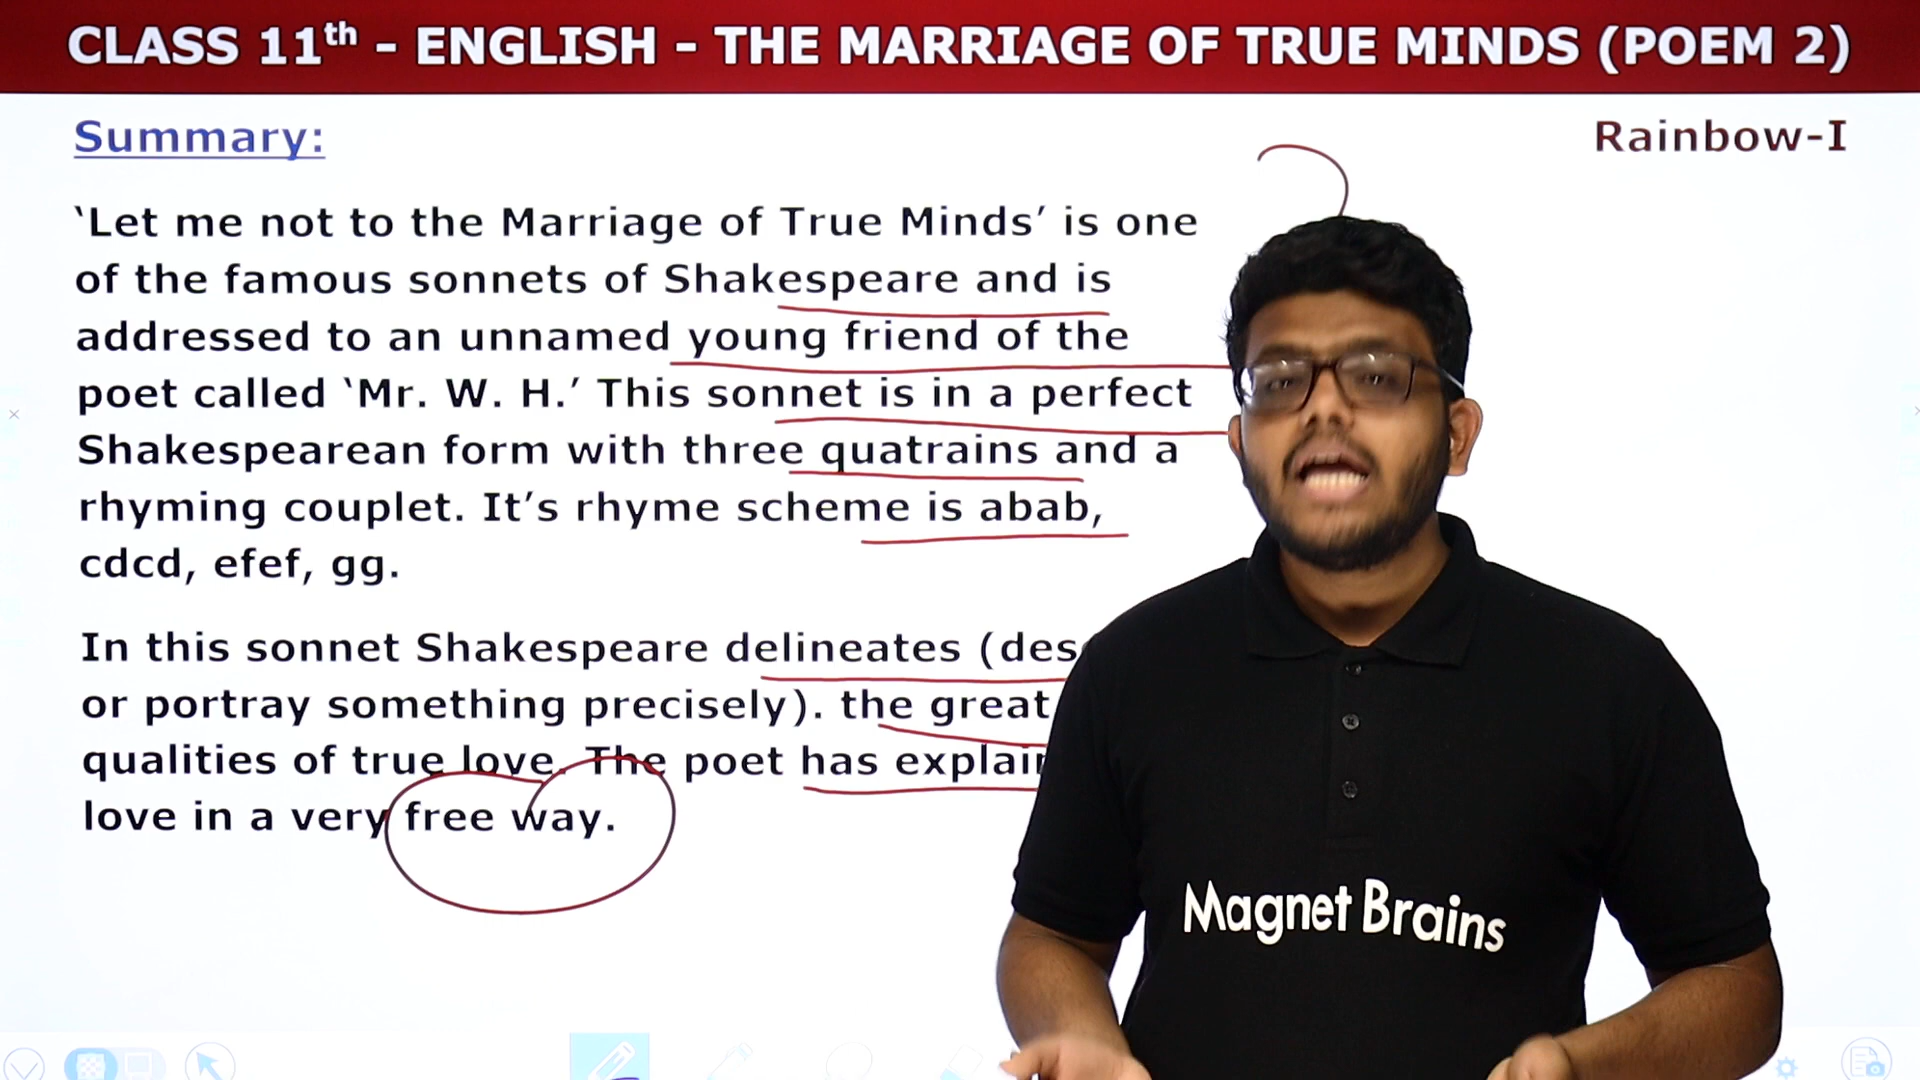 CLASS 11th - ENGLISH - THE MARRIAGE OF TRUE MINDS (POEM 2)
Summary:
Rainbow-I
‘Let me not to the Marriage of True Minds’ is one
of the famous sonnets of Shakespeare and is
addressed to an unnamed young friend of the
poet called ‘Mr. W. H.’ This sonnet is in a perfect
Shakespearean form with three quatrains and a
rhyming couplet. It’s rhyme scheme is abab,
cdcd, efef, gg.
In this sonnet Shakespeare delineates
or portray something precisely). the great
qualities of true love. The poet has
love in a very free way.
Magnet Brains